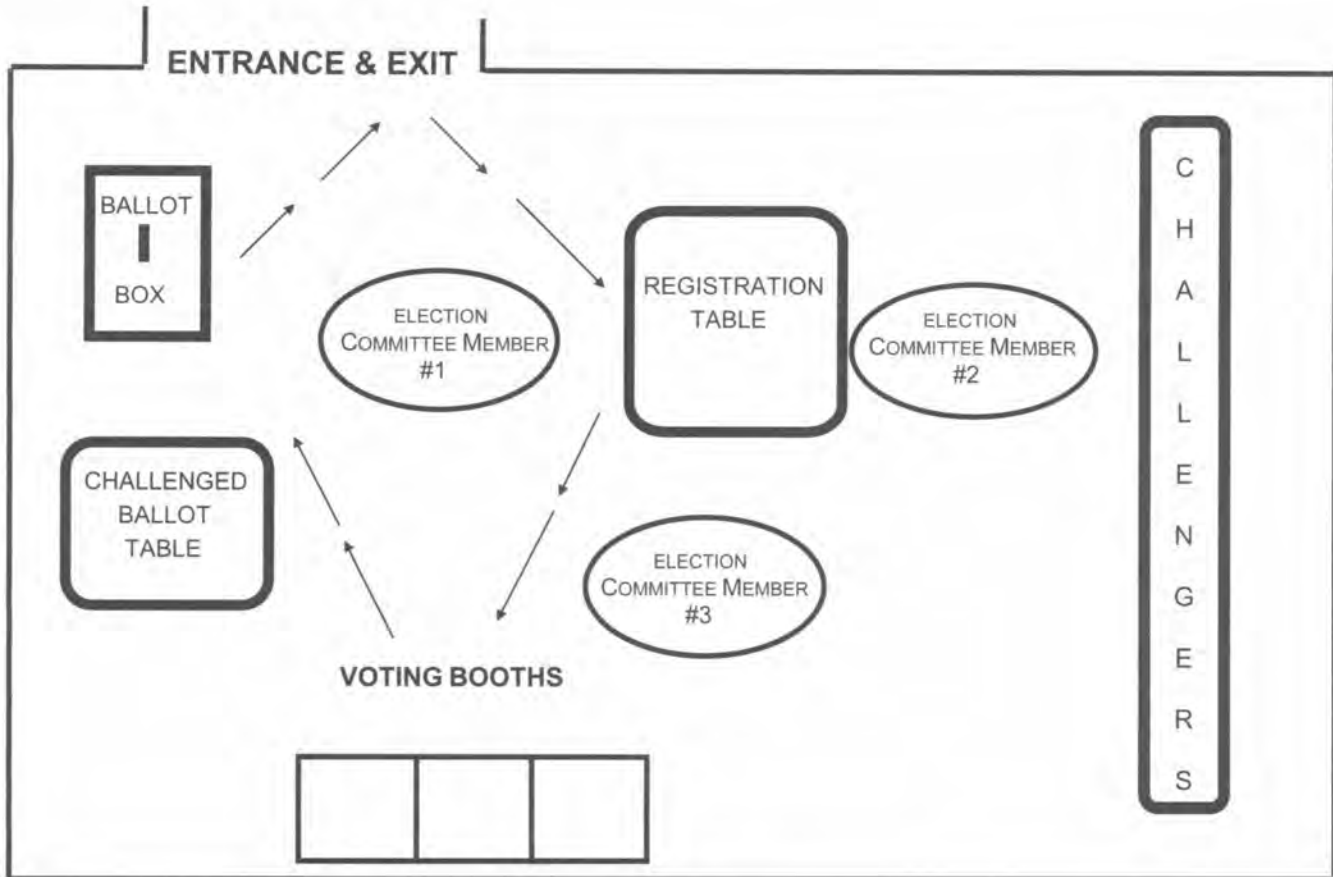 ENTRANCE & EXIT
BALLOT
BOX
REGISTRATION
TABLE
ELECTION
COMMITTEE MEMBER
#1
ELECTION
COMMITTEE MEMBER
#2
CHALLENGED
BALLOT
TABLE
ELECTION
COMMITTEE MEMBER
#3
VOTING BOOTHS
C
H
A
L
L
E
N
G
E
R
S